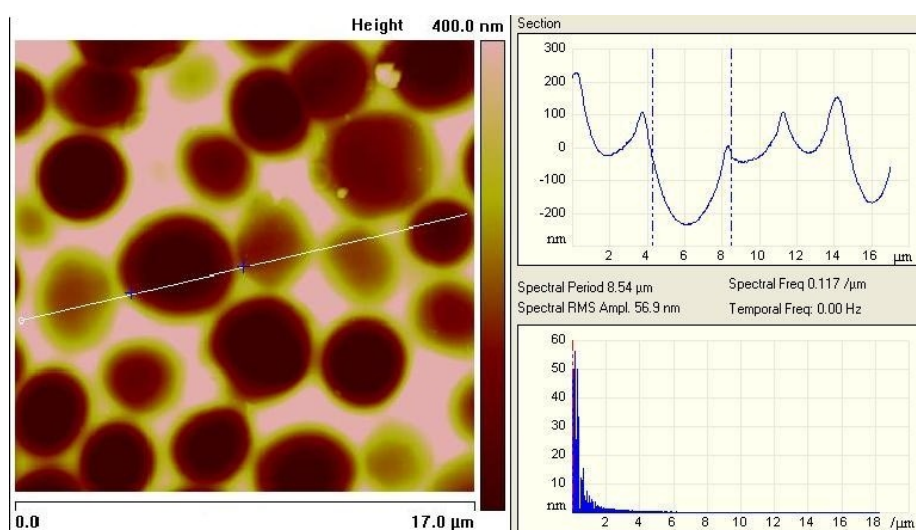 Height 400.0 nm
0.0 17.0 µm
Section
300
200
100
0
-100
-200
nm
0 2 4 6 8 10 12 14 16 µm
Spectral Period 8.54 µm Spectral Freq 0.117 /µm
Spectral RMS Ampl. 56.9 nm Temporal Freq: 0.00 Hz
60
50
40
30
20
10
nm
2 4 6 8 10 12 14 16 18 /µm